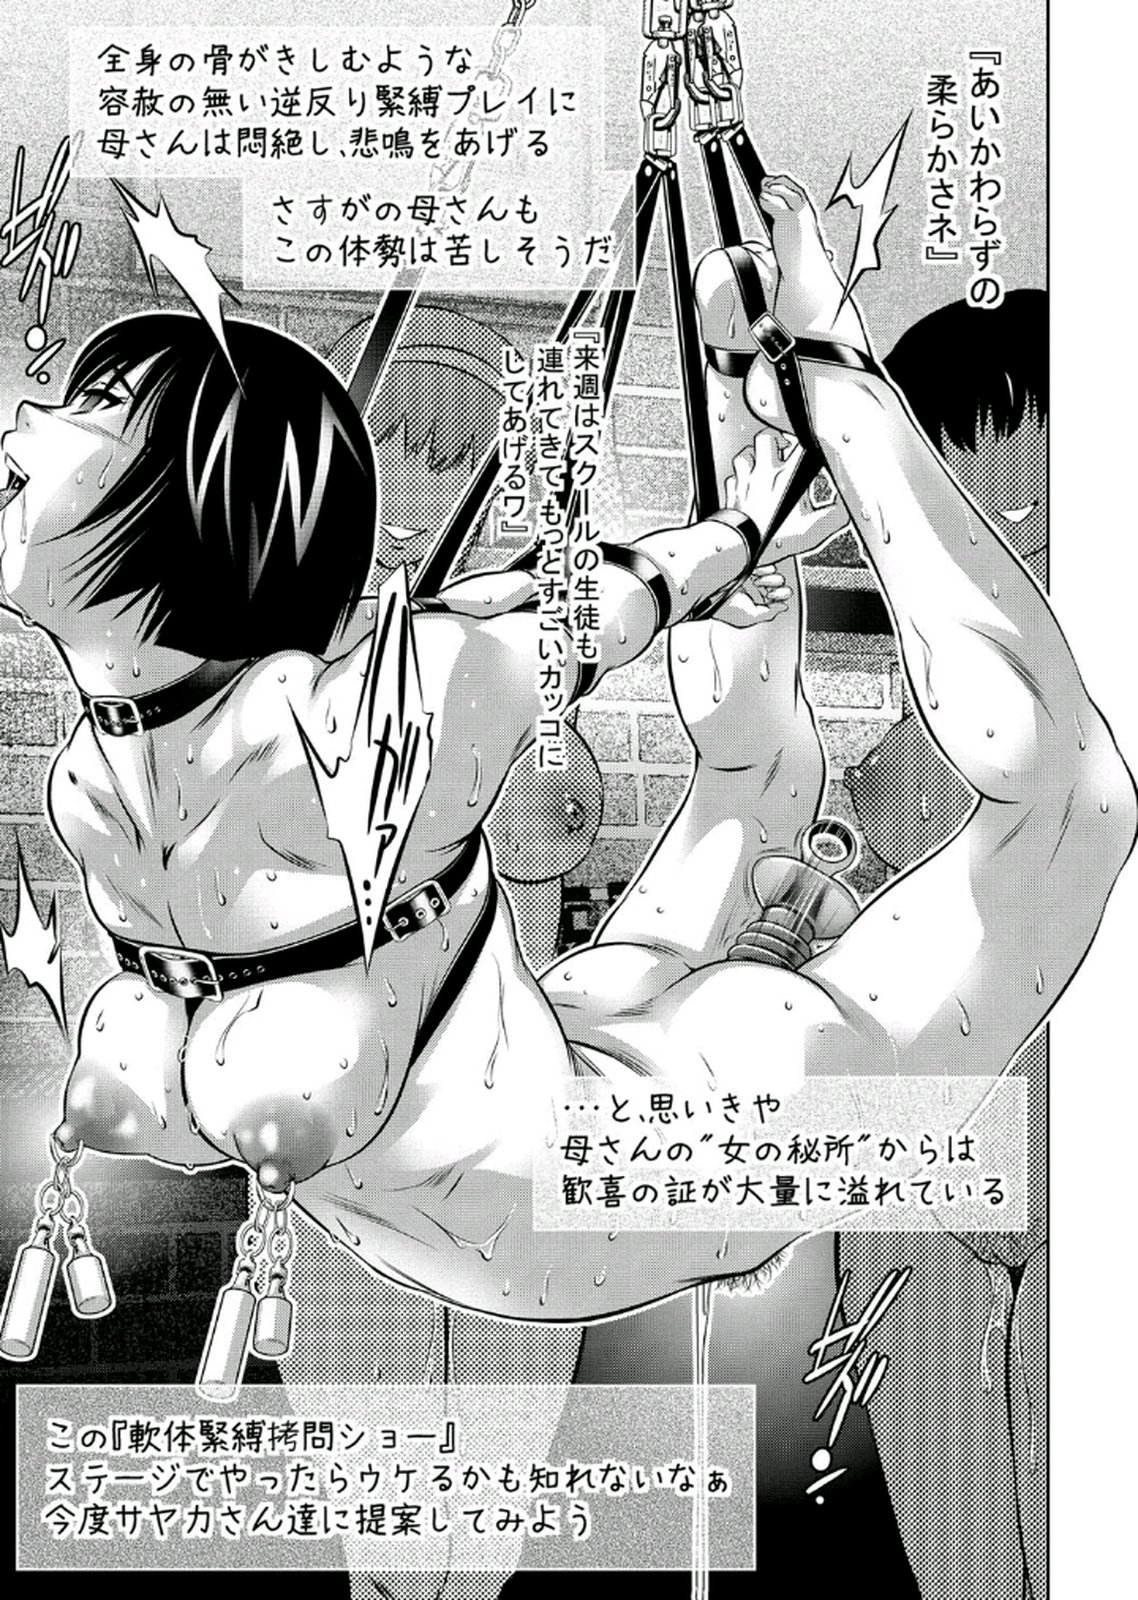 『あいかわらずの
柔らかさネ』
全身の骨がきしむような
容赦の無い逆反り緊縛プレイに
母さんは悶絶し、悲鳴をあげる
さすがの母さんも
この体勢は苦しそうだ
『来週はスクールの生徒も
連れてきてもっとすごいカッコに
してあげるワ』
ガァ…
…と、思いきや
母さんの〝女の秘所〟からは
歓喜の証が大量に溢れている
この『軟体緊縛拷問ショー』
ステージでやったらウケるかも知れないなぁ
今度サヤカさん達に提案してみよう